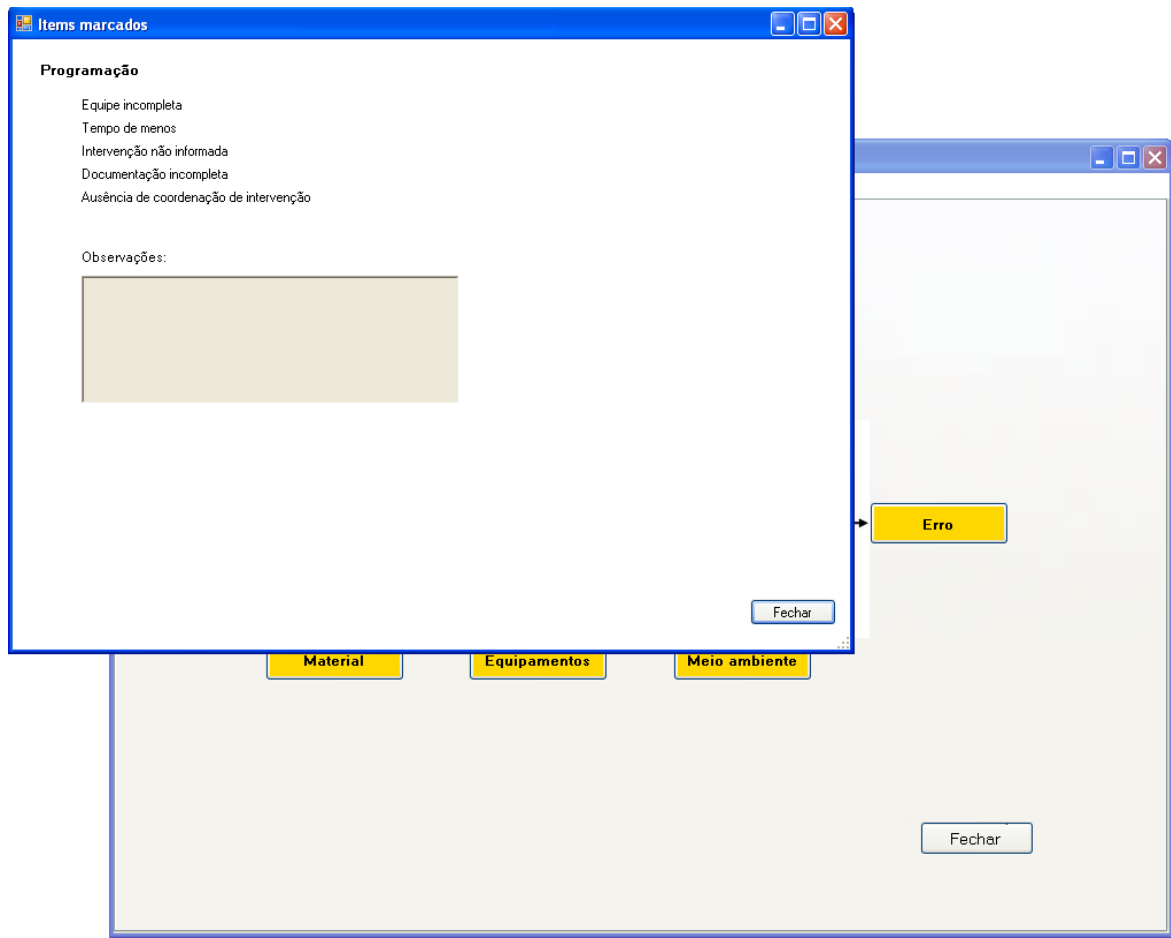 Items marcados
Programação
Equipe incompleta
Tempo de menos
Intervenção não informada
Documentação incompleta
Ausência de coordenação de intervenção
Observações:
Erro
Fechar
Material
Equipamentos
Meio ambiente
Fechar